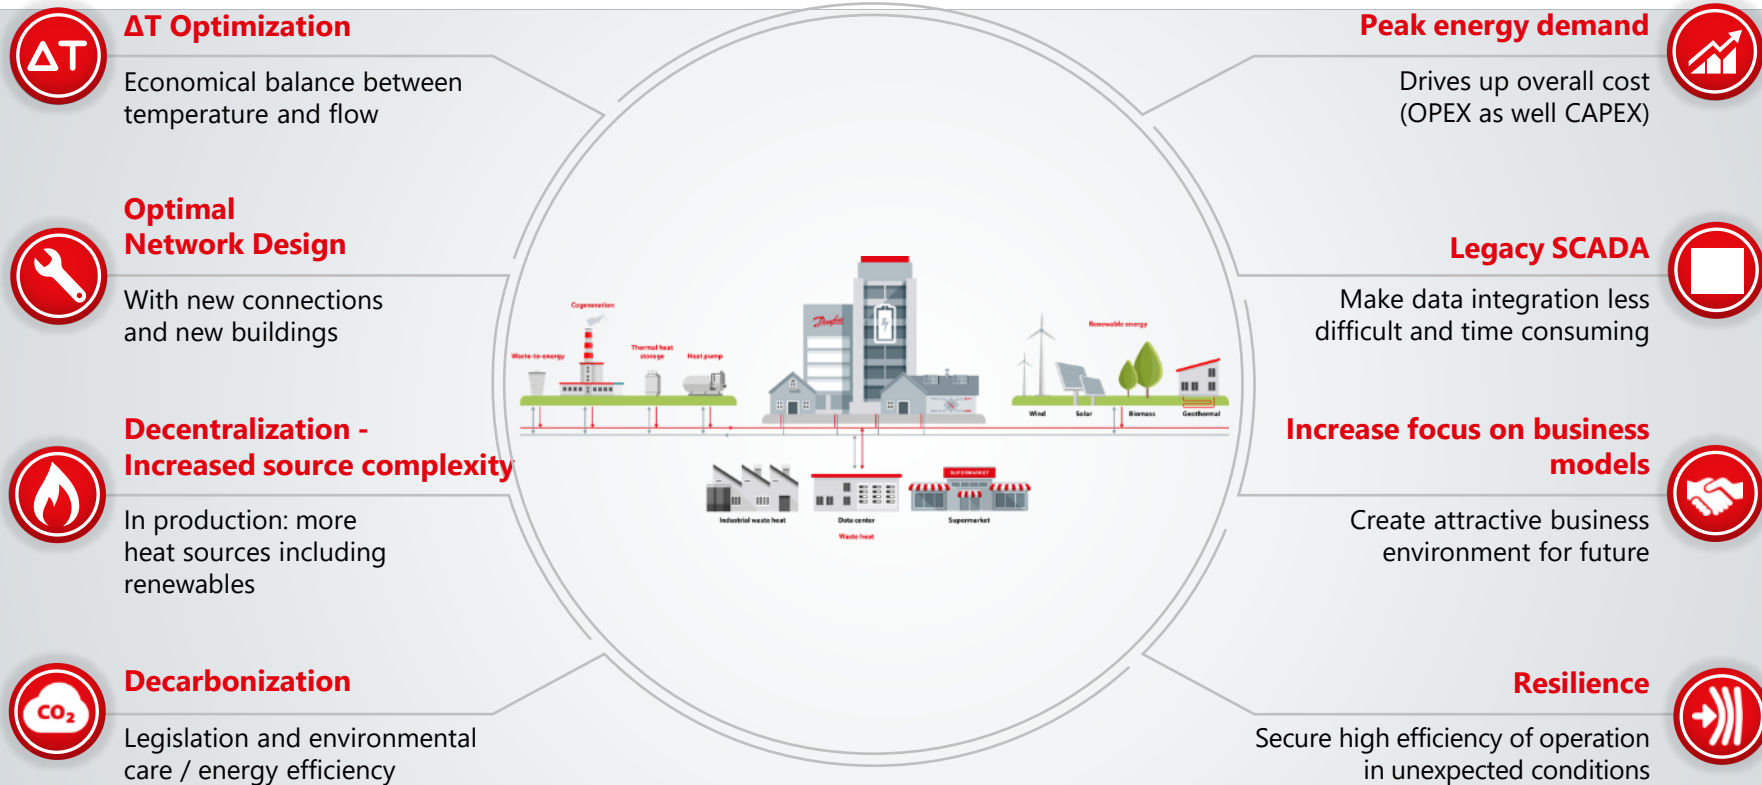 ΔT
ΔT Optimization
Economical balance between
temperature and flow
Optimal
Network Design
With new connections
and new buildings
Decentralization -
Increased source complexity
In production: more
heat sources including
renewables
CO₂
Decarbonization
Legislation and environmental
care / energy efficiency
Cogeneration
Waste-to-energy
Thermal heat
storage
Heat pump
Danfoss
Renewable energy
Wind
Solar
Biomass
Geothermal
SUPERMARKET
Industrial waste heat
Data center
Supermarket
Waste heat
Peak energy demand
Drives up overall cost
(OPEX as well CAPEX)
Legacy SCADA
Make data integration less
difficult and time consuming
Increase focus on business
models
Create attractive business
environment for future
Resilience
Secure high efficiency of operation
in unexpected conditions